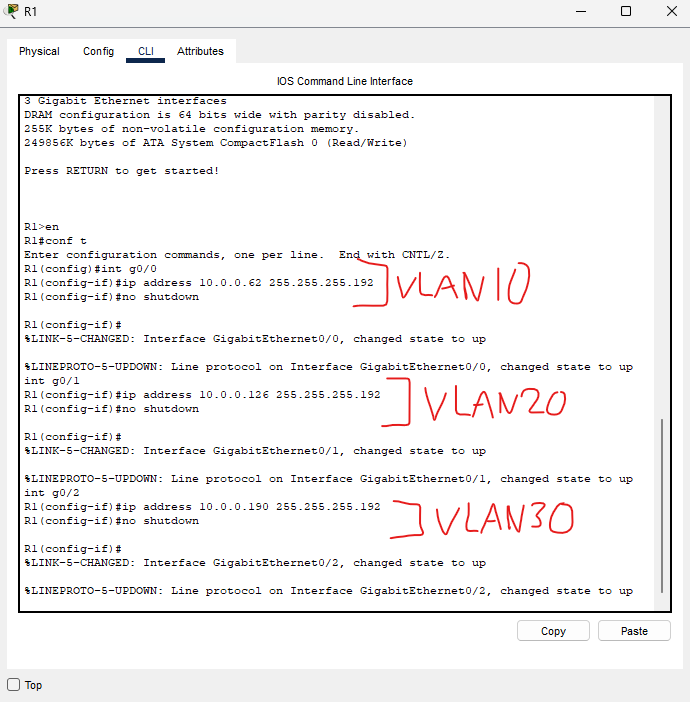 R1
Physical Config CLI Attributes
IOS Command Line Interface
3 Gigabit Ethernet interfaces
DRAM configuration is 64 bits wide with parity disabled.
255K bytes of non-volatile configuration memory.
249856K bytes of ATA System CompactFlash 0 (Read/Write)
Press RETURN to get started!
R1>en
R1#conf t
Enter configuration commands, one per line.  End with CNTL/Z.
R1(config)#int g0/0
R1(config-if)#ip address 10.0.0.62 255.255.255.192
VLAN10
R1(config-if)#no shutdown
R1(config-if)#
%LINK-5-CHANGED: Interface GigabitEthernet0/0, changed state to up
%LINEPROTO-5-UPDOWN: Line protocol on Interface GigabitEthernet0/0, changed state to up
int g0/1
R1(config-if)#ip address 10.0.0.126 255.255.255.192
VLAN20
R1(config-if)#no shutdown
R1(config-if)#
%LINK-5-CHANGED: Interface GigabitEthernet0/1, changed state to up
%LINEPROTO-5-UPDOWN: Line protocol on Interface GigabitEthernet0/1, changed state to up
int g0/2
R1(config-if)#ip address 10.0.0.190 255.255.255.192
VLAN30
R1(config-if)#no shutdown
R1(config-if)#
%LINK-5-CHANGED: Interface GigabitEthernet0/2, changed state to up
%LINEPROTO-5-UPDOWN: Line protocol on Interface GigabitEthernet0/2, changed state to up
Copy Paste
Top